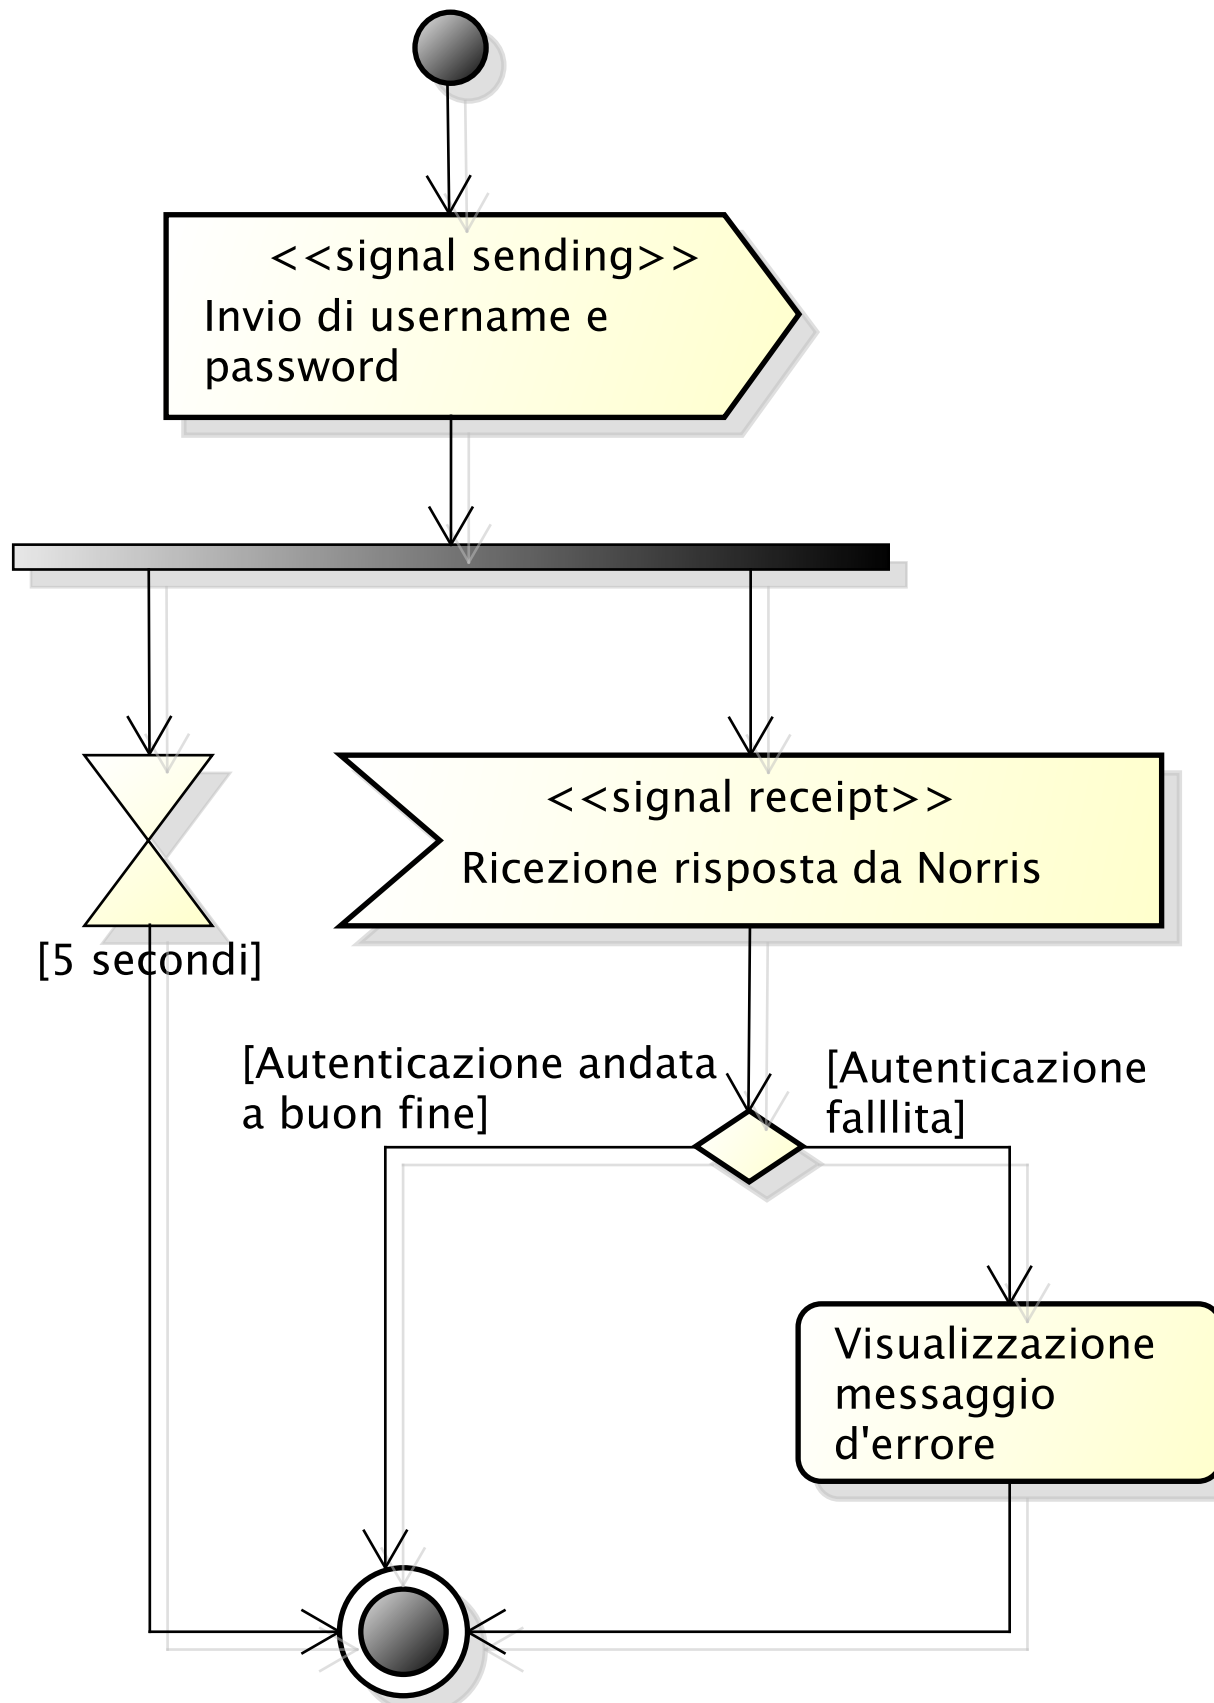 <<signal sending>>
Invio di username e
password
<<signal receipt>>
Ricezione risposta da Norris
[5 secondi]
[Autenticazione andata
a buon fine]
[Autenticazione
falllita]
Visualizzazione
messaggio
d'errore